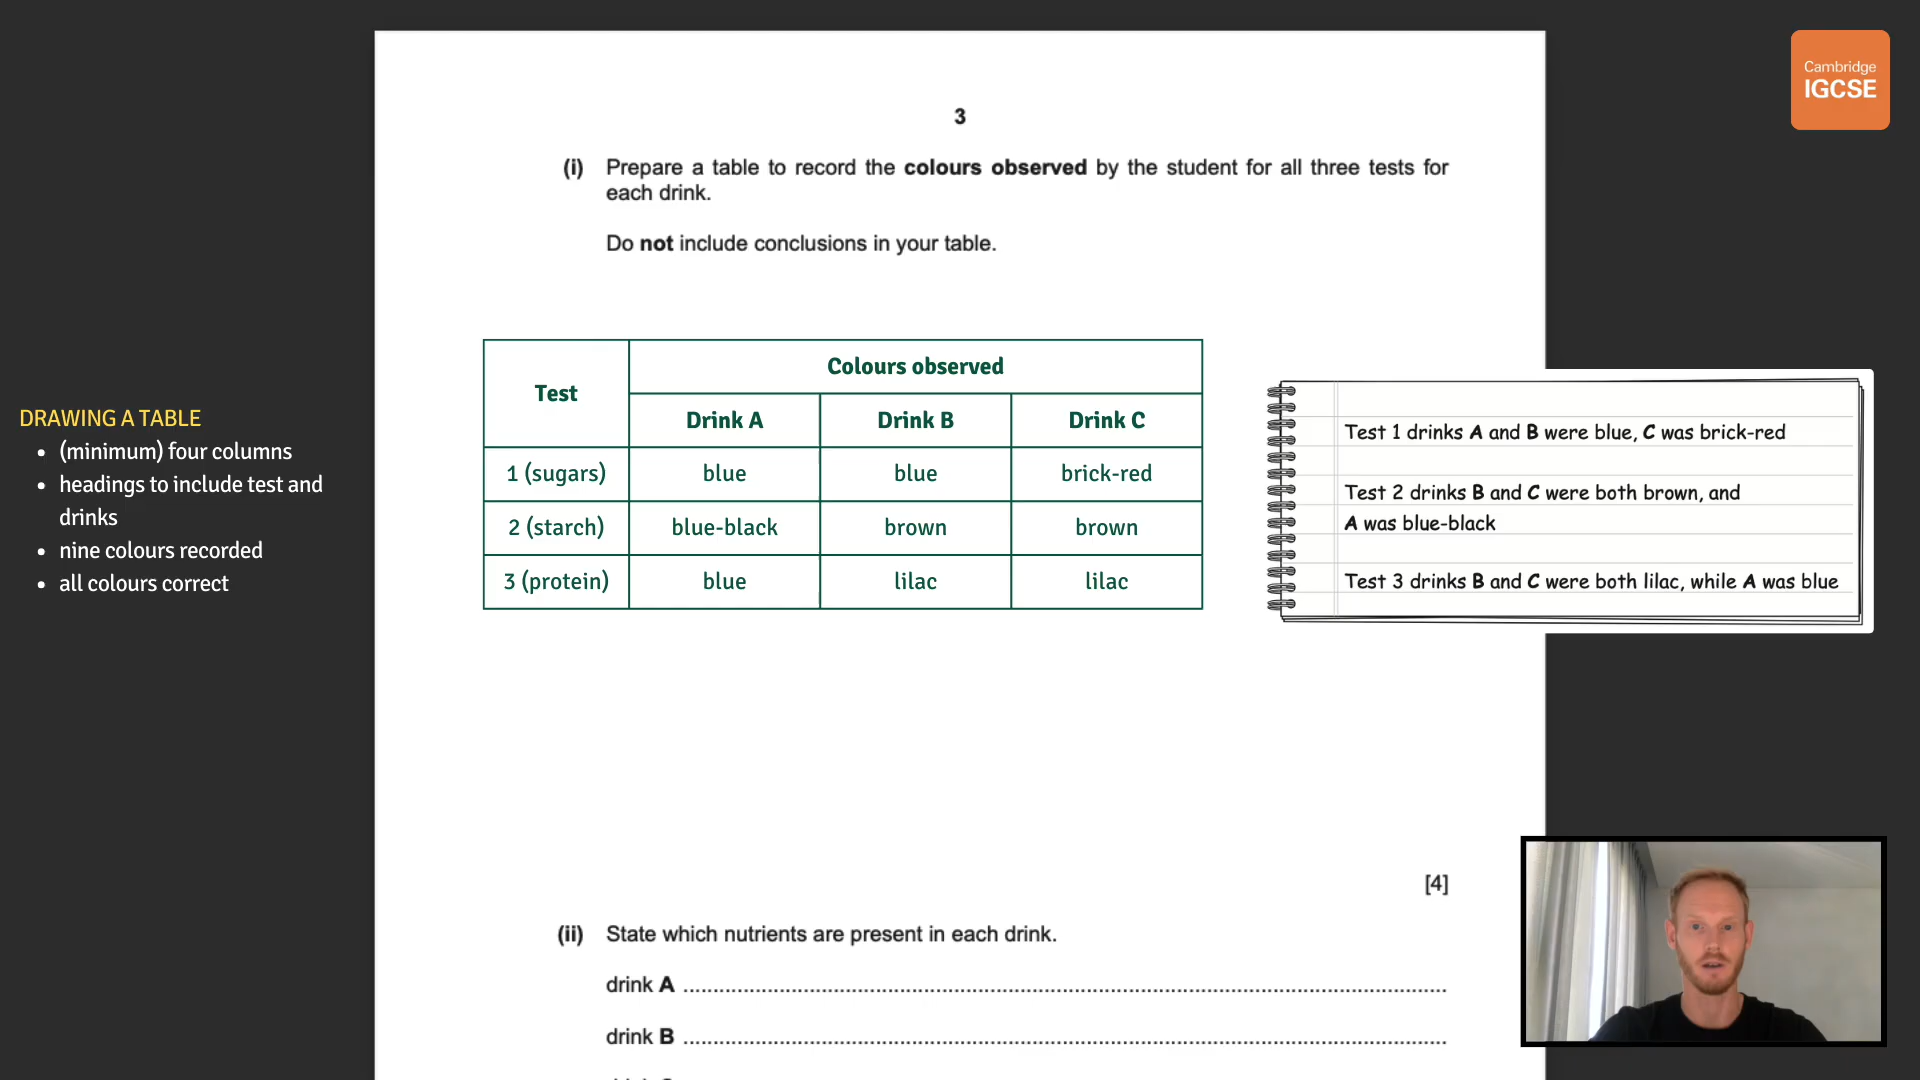 Cambridge
IGCSE
3
(i) Prepare a table to record the colours observed by the student for all three tests for
each drink.
Do not include conclusions in your table.
DRAWING A TABLE
• (minimum) four columns
• headings to include test and
drinks
• nine colours recorded
• all colours correct
Test Colours observed
Drink A Drink B Drink C
1 (sugars) blue blue brick-red
2 (starch) blue-black brown brown
3 (protein) blue lilac lilac
Test 1 drinks A and B were blue, C was brick-red
Test 2 drinks B and C were both brown, and
A was blue-black
Test 3 drinks B and C were both lilac, while A was blue
[4]
(ii) State which nutrients are present in each drink.
drink A ................................................................
drink B ................................................................